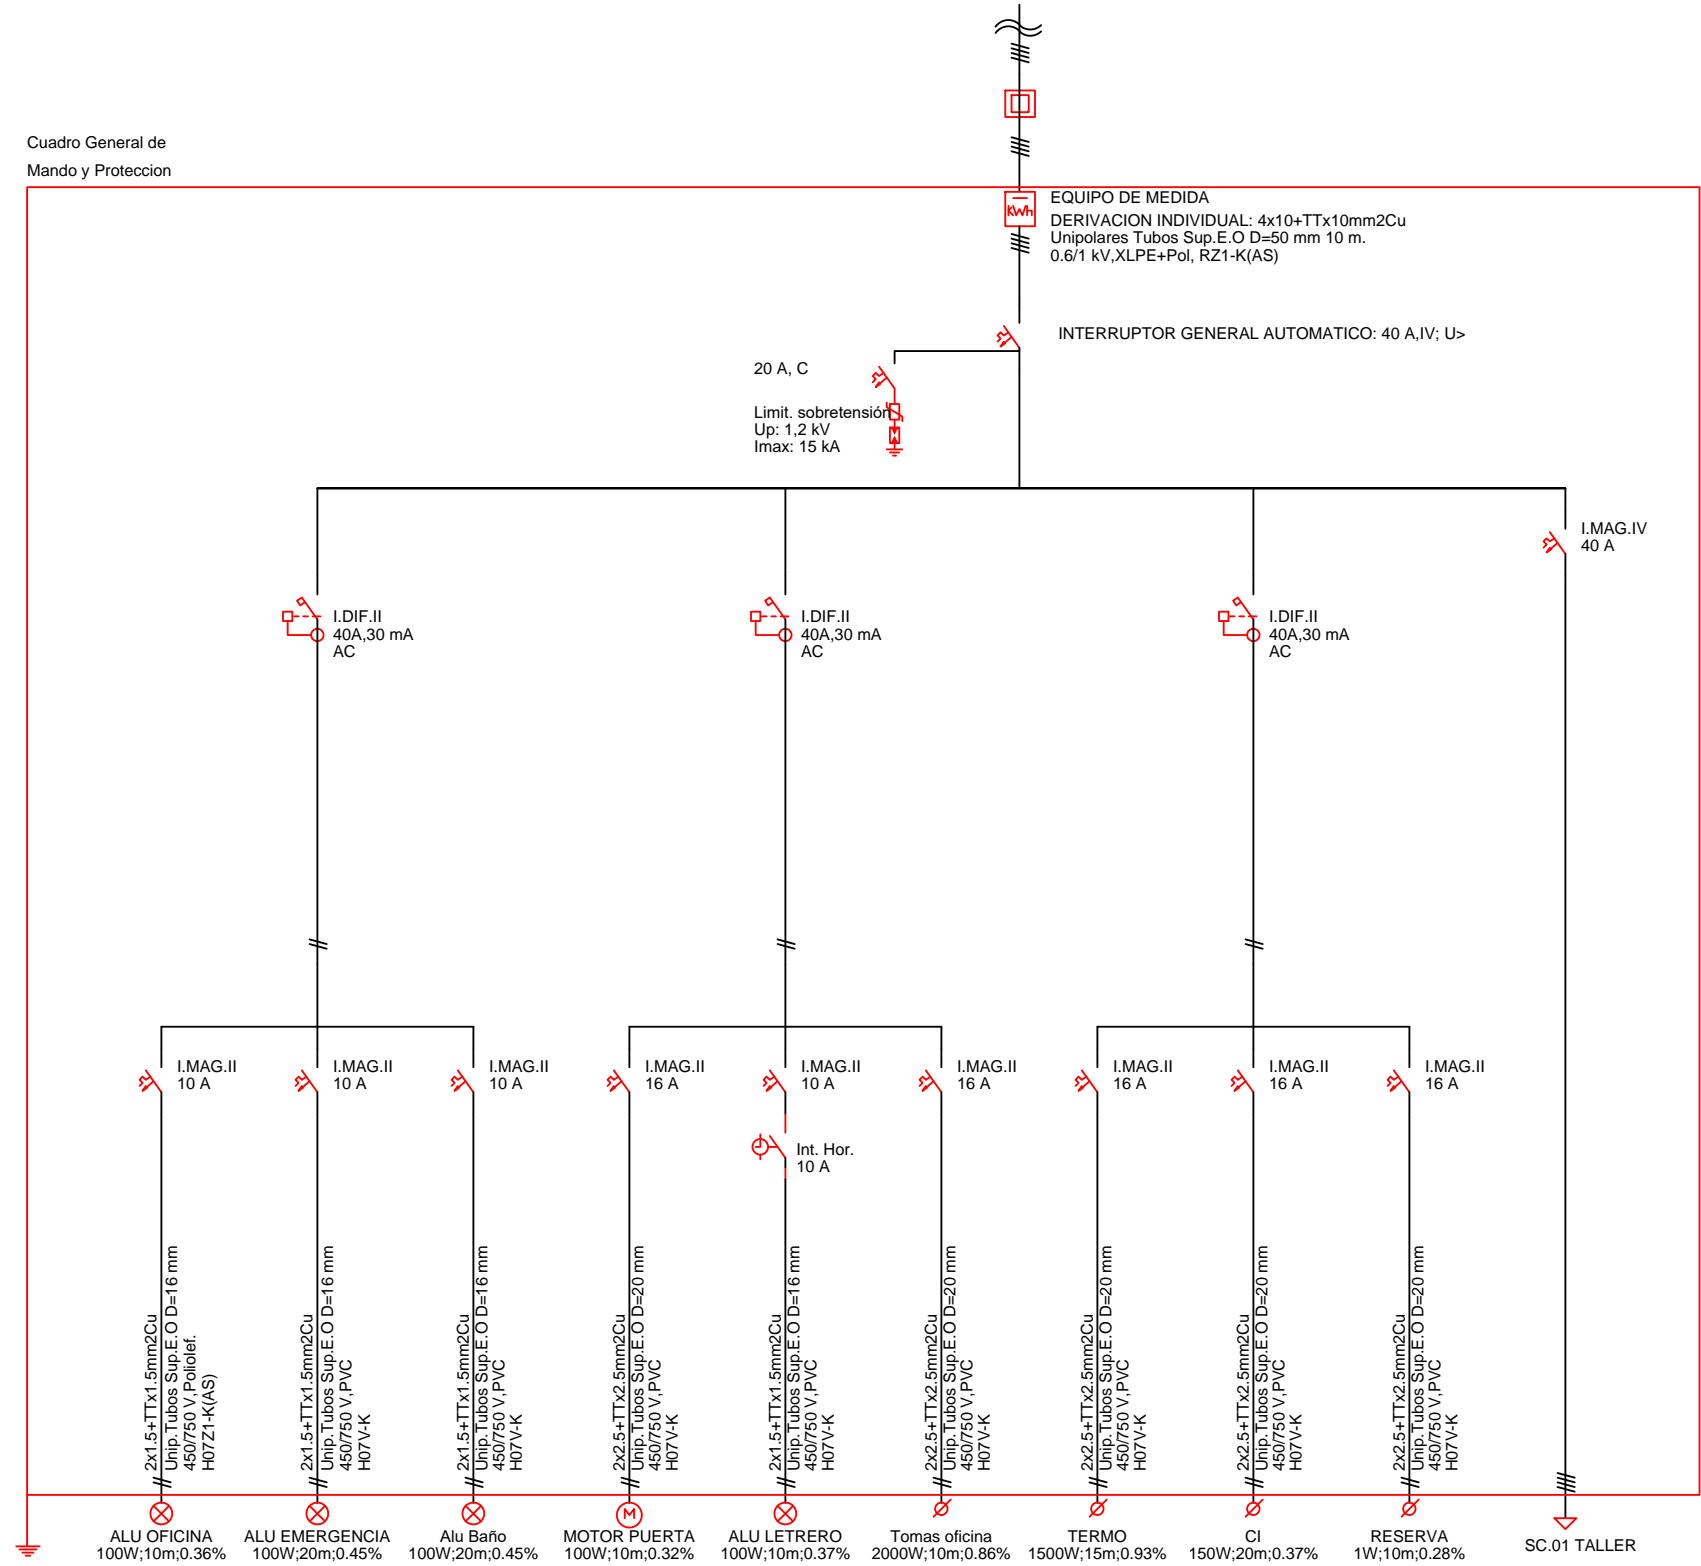 Cuadro General de
Mando y Proteccion
KWh
EQUIPO DE MEDIDA
DERIVACION INDIVIDUAL: 4x10+TTx10mm2Cu
Unipolares Tubos Sup.E.O D=50 mm 10 m.
0.6/1 kV,XLPE+Pol, RZ1-K(AS)
INTERRUPTOR GENERAL AUTOMATICO: 40 A,IV; U>
20 A, C
Limit. sobretensión
Up: 1,2 kV
Imax: 15 kA
I.MAG.IV
40 A
I.DIF.II
40A,30 mA
AC
I.DIF.II
40A,30 mA
AC
I.DIF.II
40A,30 mA
AC
I.MAG.II
10 A
I.MAG.II
10 A
I.MAG.II
10 A
I.MAG.II
16 A
I.MAG.II
10 A
I.MAG.II
16 A
I.MAG.II
16 A
I.MAG.II
16 A
I.MAG.II
16 A
Int. Hor.
10 A
2x1.5+TTx1.5mm2Cu
Unip.Tubos Sup.E.O D=16 mm
450/750 V,Poliolef.
H07Z1-K(AS)
2x1.5+TTx1.5mm2Cu
Unip.Tubos Sup.E.O D=16 mm
450/750 V,PVC
H07V-K
2x1.5+TTx1.5mm2Cu
Unip.Tubos Sup.E.O D=16 mm
450/750 V,PVC
H07V-K
2x2.5+TTx2.5mm2Cu
Unip.Tubos Sup.E.O D=20 mm
450/750 V,PVC
H07V-K
2x1.5+TTx1.5mm2Cu
Unip.Tubos Sup.E.O D=16 mm
450/750 V,PVC
H07V-K
2x2.5+TTx2.5mm2Cu
Unip.Tubos Sup.E.O D=20 mm
450/750 V,PVC
H07V-K
2x2.5+TTx2.5mm2Cu
Unip.Tubos Sup.E.O D=20 mm
450/750 V,PVC
H07V-K
2x2.5+TTx2.5mm2Cu
Unip.Tubos Sup.E.O D=20 mm
450/750 V,PVC
H07V-K
2x2.5+TTx2.5mm2Cu
Unip.Tubos Sup.E.O D=20 mm
450/750 V,PVC
H07V-K
M
ALU OFICINA
100W;10m;0.36%
ALU EMERGENCIA
100W;20m;0.45%
Alu Baño
100W;20m;0.45%
MOTOR PUERTA
100W;10m;0.32%
ALU LETRERO
100W;10m;0.37%
Tomas oficina
2000W;10m;0.86%
TERMO
1500W;15m;0.93%
CI
150W;20m;0.37%
RESERVA
1W;10m;0.28%
SC.01 TALLER